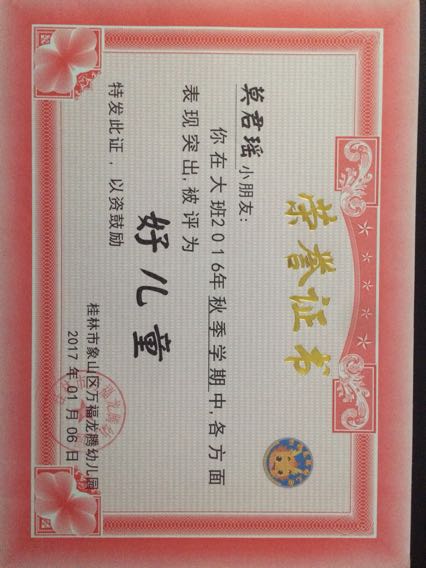 荣誉证书
莫君瑶小朋友:
你在大班2016年秋季学期中,各方面
表现突出,被评为
好儿童
特发此证,以资鼓励
桂林市象山区万福龙腾幼儿园
2017年01月06日